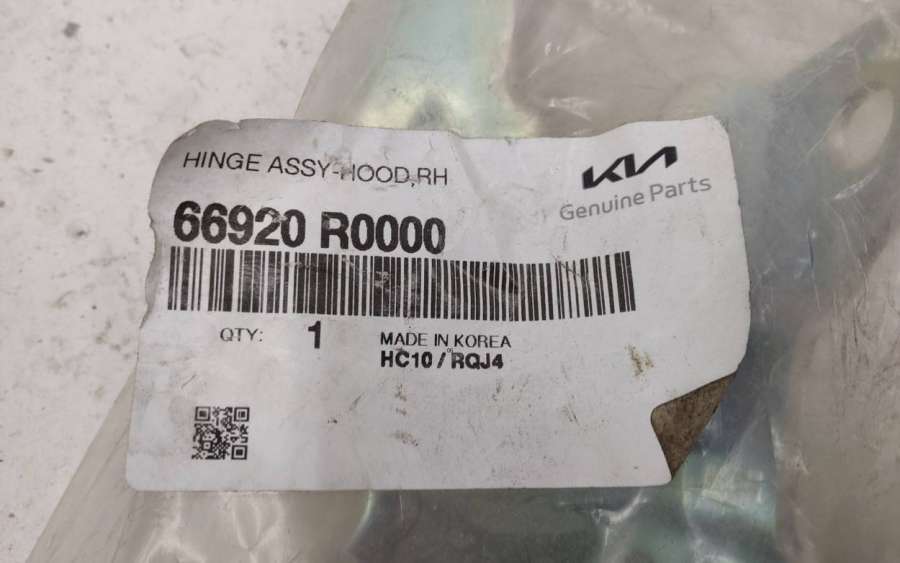 HINGE ASSY-HOOD,RH
KIA
Genuine Parts
66920 R0000
QTY: 1
MADE IN KOREA
HC10 / RQJ4